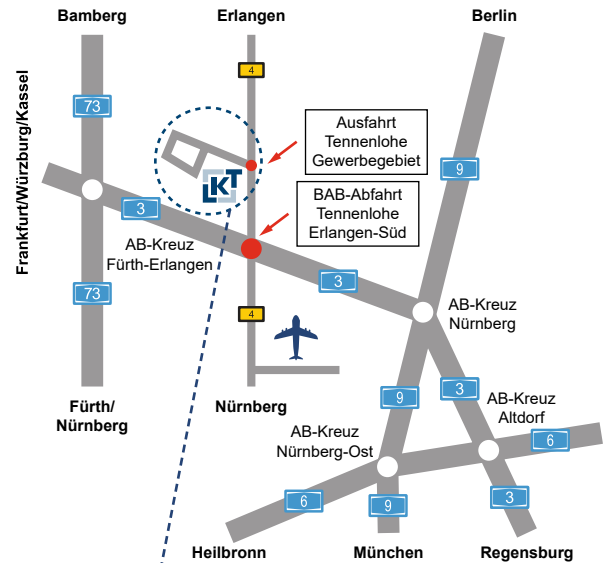 Bamberg
Erlangen
Berlin
Frankfurt/Würzburg/Kassel
4
73
Ausfahrt
Tennenlohe
Gewerbegebiet
9
LKT
BAB-Abfahrt
Tennenlohe
Erlangen-Süd
3
AB-Kreuz
Fürth-Erlangen
3
73
4
AB-Kreuz
Nürnberg
Fürth/
Nürnberg
Nürnberg
9
3
AB-Kreuz
Altdorf
AB-Kreuz
Nürnberg-Ost
6
6
9
3
Heilbronn
München
Regensburg